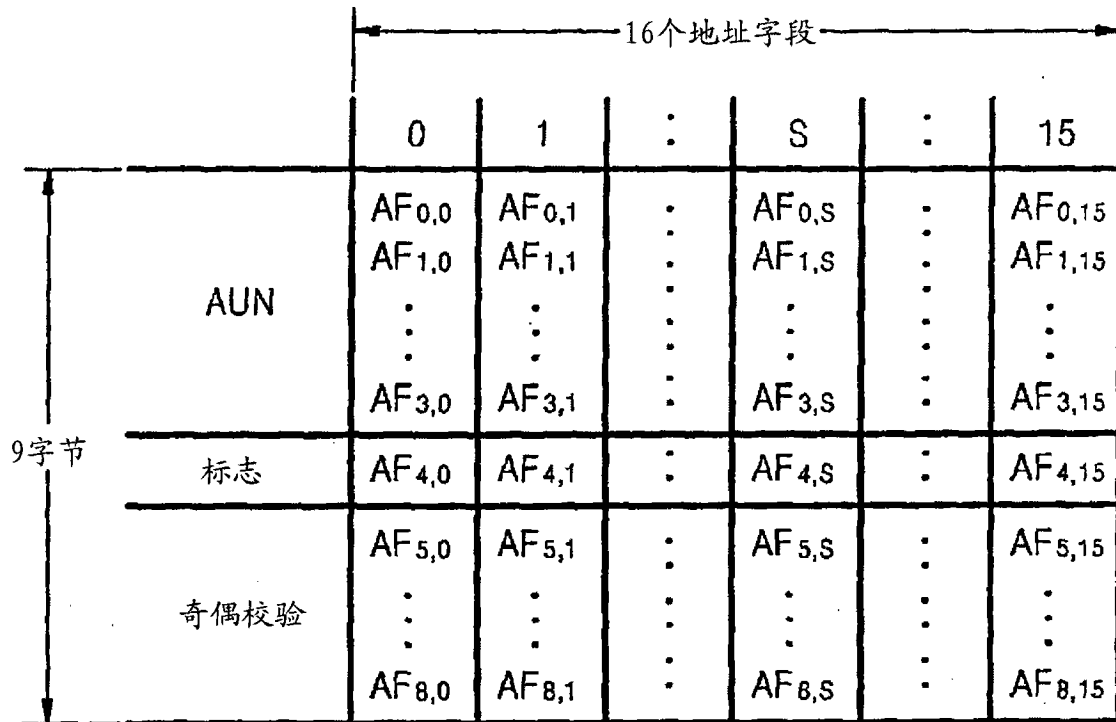 16个地址字段
0 1 : S : 15
AF0,0 AF0,1 AF0,S AF0,15
AF1,0 AF1,1 AF1,S AF1,15
AUN
AF3,0 AF3,1 AF3,S AF3,15
9字节
标志 AF4,0 AF4,1 : AF4,S : AF4,15
AF5,0 AF5,1 AF5,S AF5,15
奇偶校验
AF8,0 AF8,1 AF8,S AF8,15